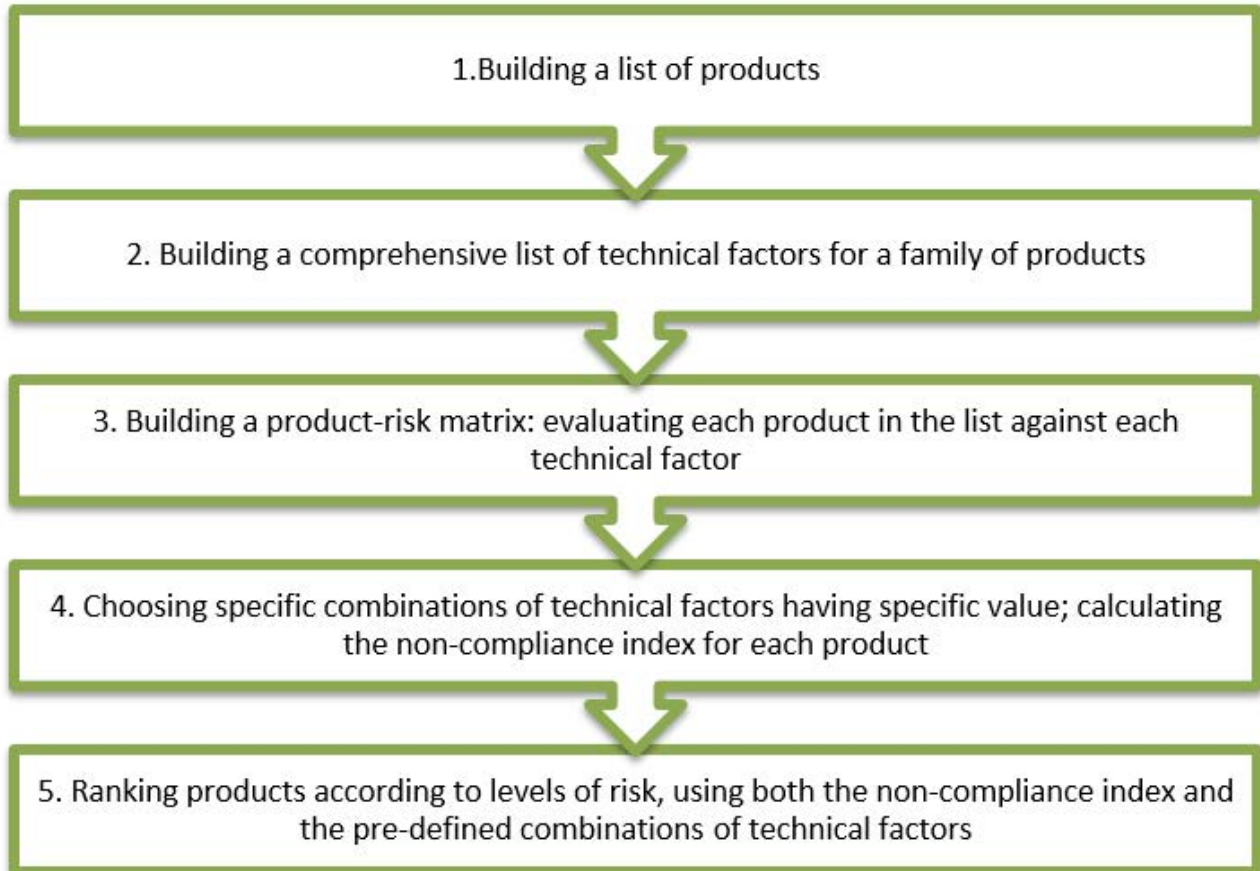 1.Building a list of products
2. Building a comprehensive list of technical factors for a family of products
3. Building a product-risk matrix: evaluating each product in the list against each
technical factor
4. Choosing specific combinations of technical factors having specific value; calculating
the non-compliance index for each product
5. Ranking products according to levels of risk, using both the non-compliance index and
the pre-defined combinations of technical factors